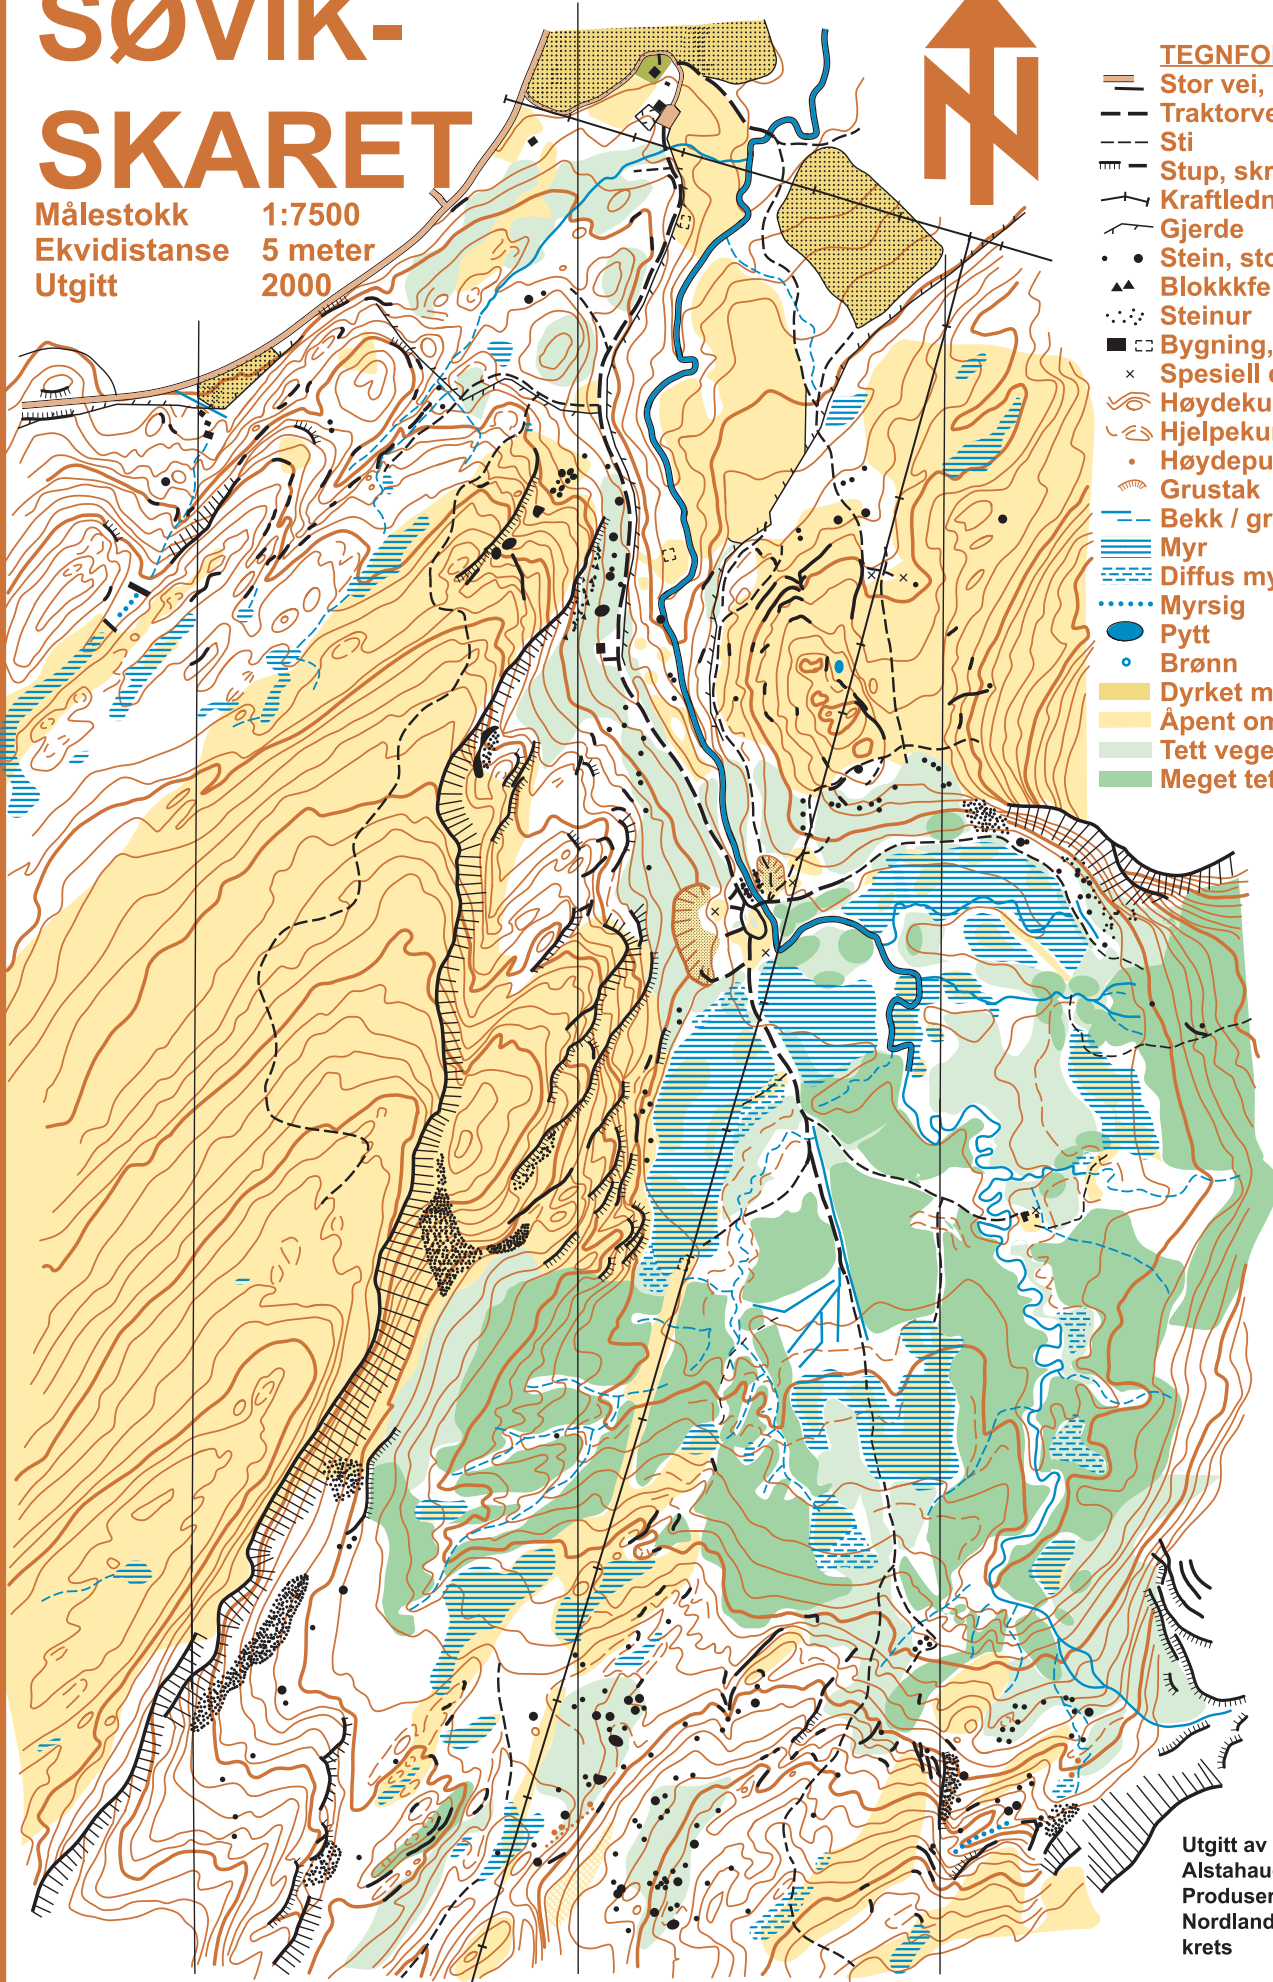 SØVIK-
SKARET
Målestokk 1:7500
Ekvidistanse 5 meter
Utgitt 2000
N
TEGNFO
Stor vei,
Traktorve
Sti
Stup, skr
Kraftledn
Gjerde
Stein, sto
Blokkkfe
Steinur
Bygning,
Spesiell
Høydeku
Hjelpekur
Høydepu
Grustak
Bekk / gr
Myr
Diffus my
Myrsig
Pytt
Brønn
Dyrket m
Åpent om
Tett vege
Meget tet
Utgitt av
Alstahau
Produser
Nordland
krets